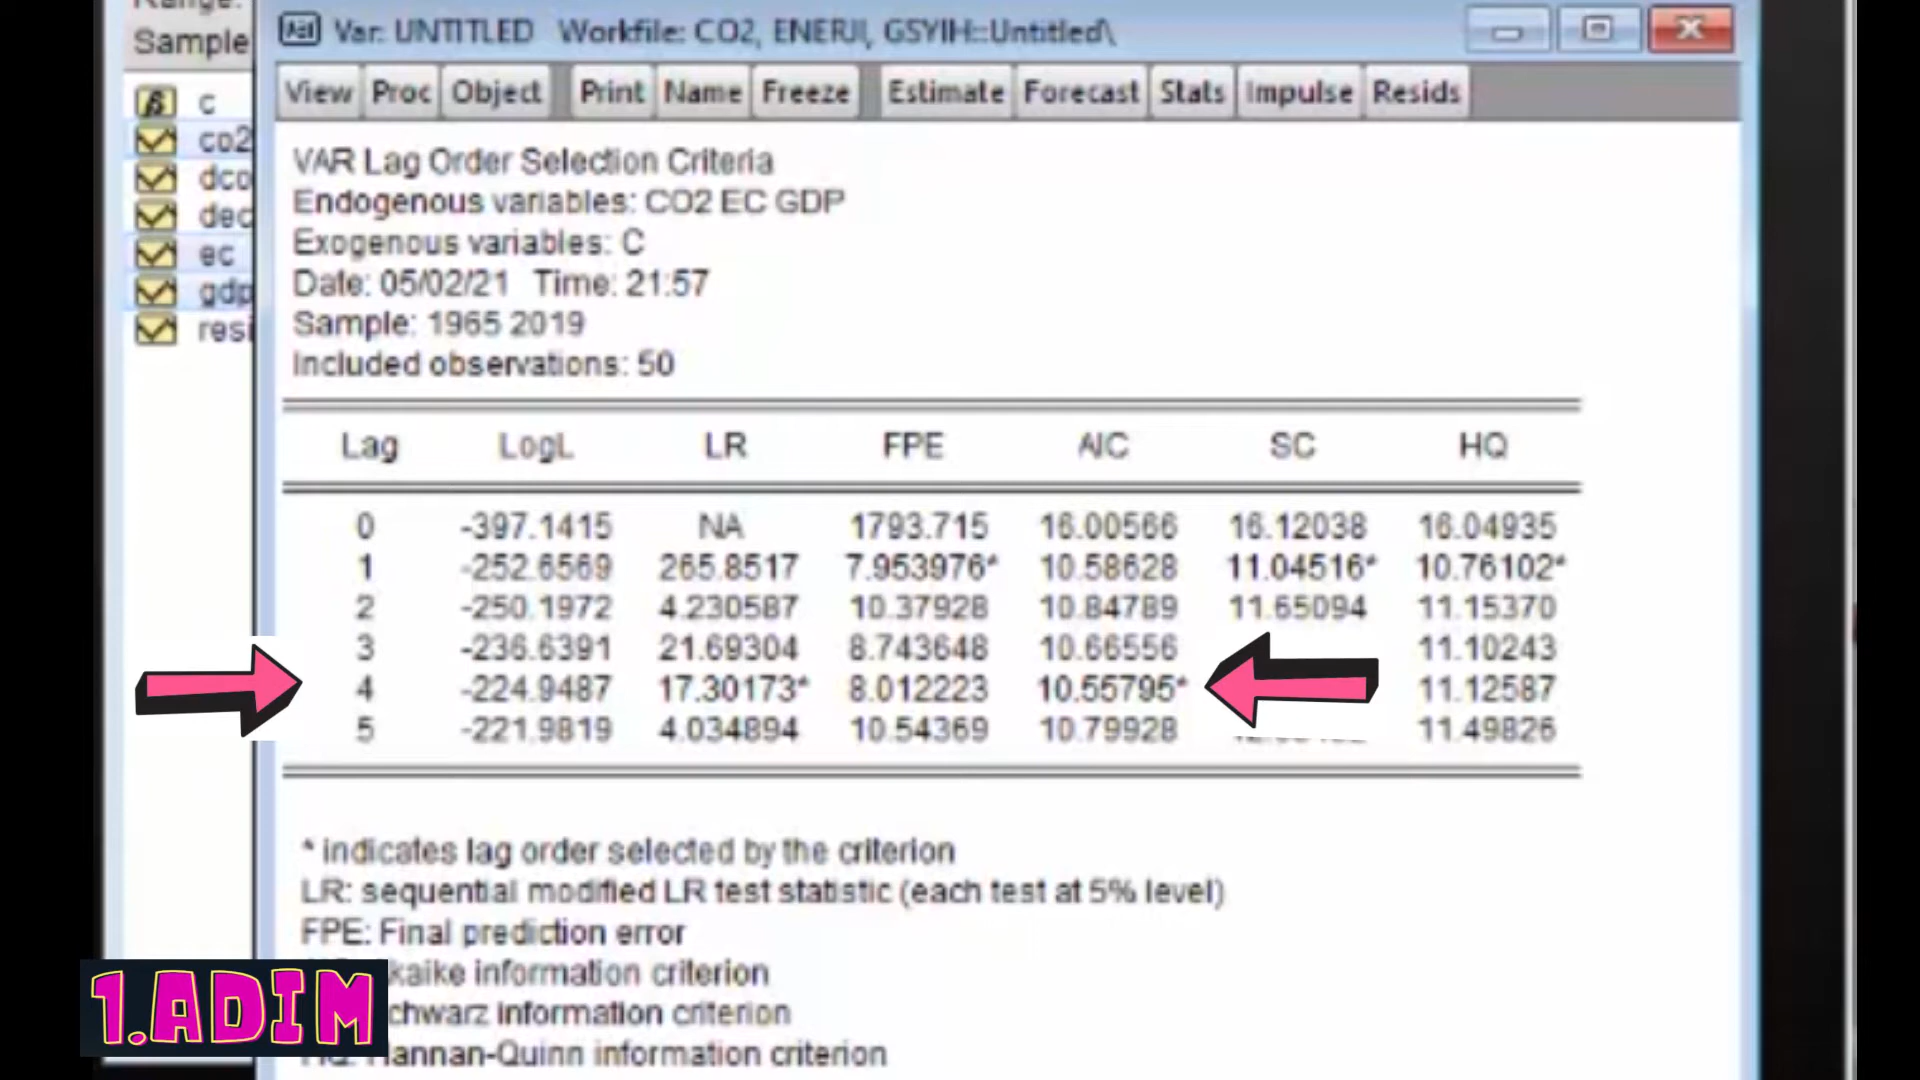 Sample
Var: UNTITLED Workfile: CO2, ENERJI, GSYIH::Untitled\
View Proc Object Print Name Freeze Estimate Forecast Stats Impulse Resids
c
co2
dco
dec
ec
gdp
resi
VAR Lag Order Selection Criteria
Endogenous variables: CO2 EC GDP
Exogenous variables: C
Date: 05/02/21 Time: 21:57
Sample: 1965 2019
Included observations: 50
Lag LogL LR FPE AIC SC HQ
0 -397.1415 NA 1793.715 16.00566 16.12038 16.04935
1 -252.6569 265.8517 7.953976* 10.58628 11.04516* 10.76102*
2 -250.1972 4.230587 10.37928 10.84789 11.65094 11.15370
3 -236.6391 21.69304 8.743648 10.66556 11.10243
4 -224.9487 17.30173* 8.012223 10.55795* 11.12587
5 -221.9819 4.034894 10.54369 10.79928 11.49826
* indicates lag order selected by the criterion
LR: sequential modified LR test statistic (each test at 5% level)
FPE: Final prediction error
kaike information criterion
chwarz information criterion
Hannan-Quinn information criterion
1.ADIM